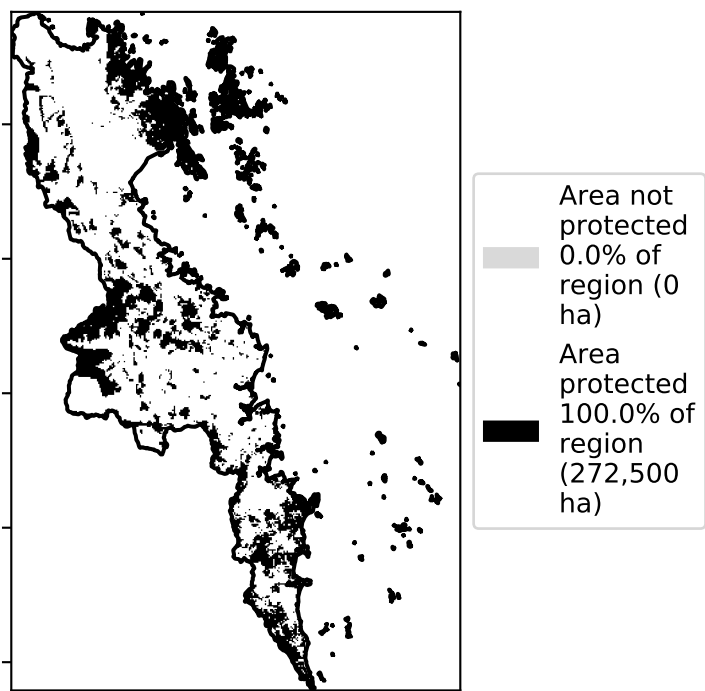 Area not
protected
0.0% of
region (0
ha)
Area
protected
100.0% of
region
(272,500
ha)